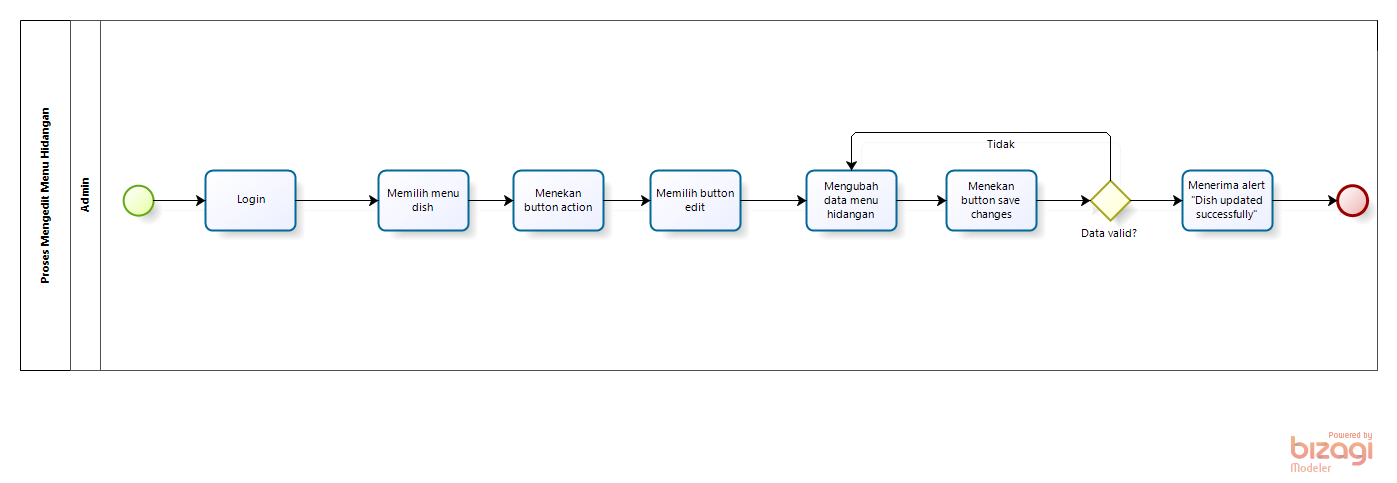 Proses Mengedit Menu Hidangan
Admin
Login
Memilih menu
dish
Menekan
button action
Memilih button
edit
Mengubah
data menu
hidangan
Menekan
button save
changes
Tidak
Data valid?
Menerima alert
"Dish updated
successfully"
Powered by
bizagi
Modeler